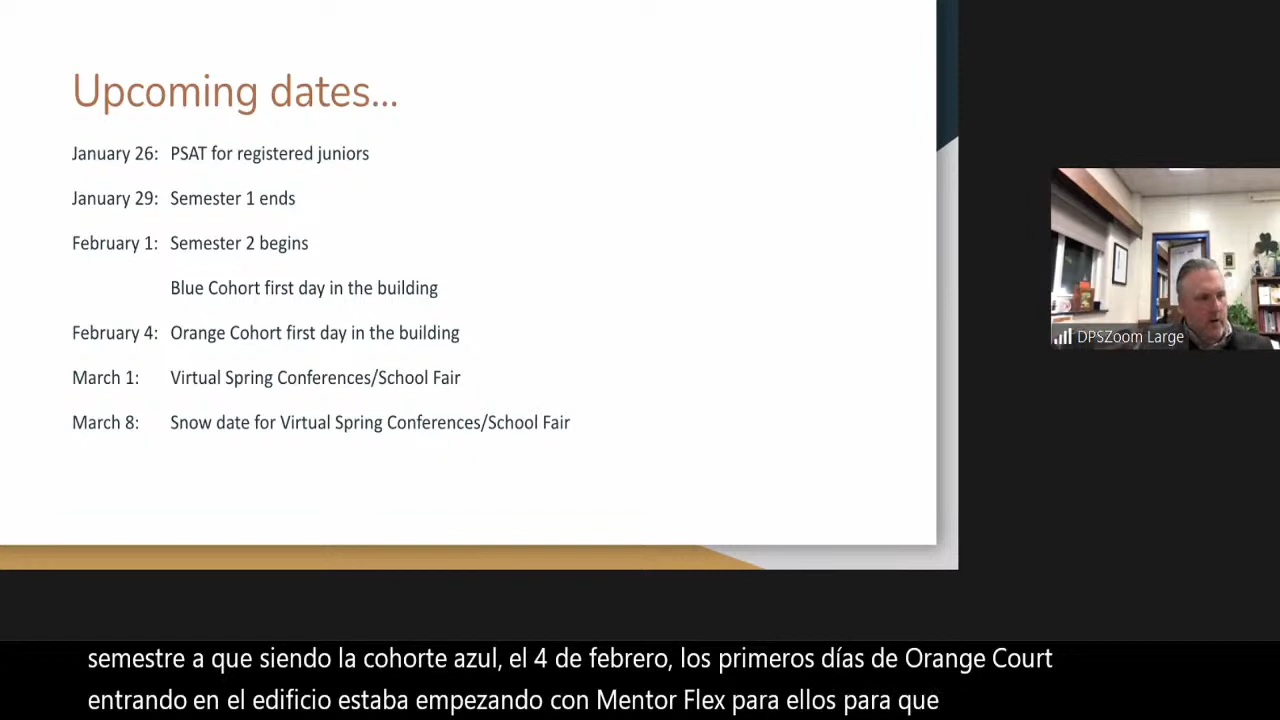 Upcoming dates...
January 26: PSAT for registered juniors
January 29: Semester 1 ends
February 1: Semester 2 begins
Blue Cohort first day in the building
February 4: Orange Cohort first day in the building
March 1: Virtual Spring Conferences/School Fair
March 8: Snow date for Virtual Spring Conferences/School Fair
DPSZoom Large
semestre a que siendo la cohorte azul, el 4 de febrero, los primeros días de Orange Court
entrando en el edificio estaba empezando con Mentor Flex para ellos para que